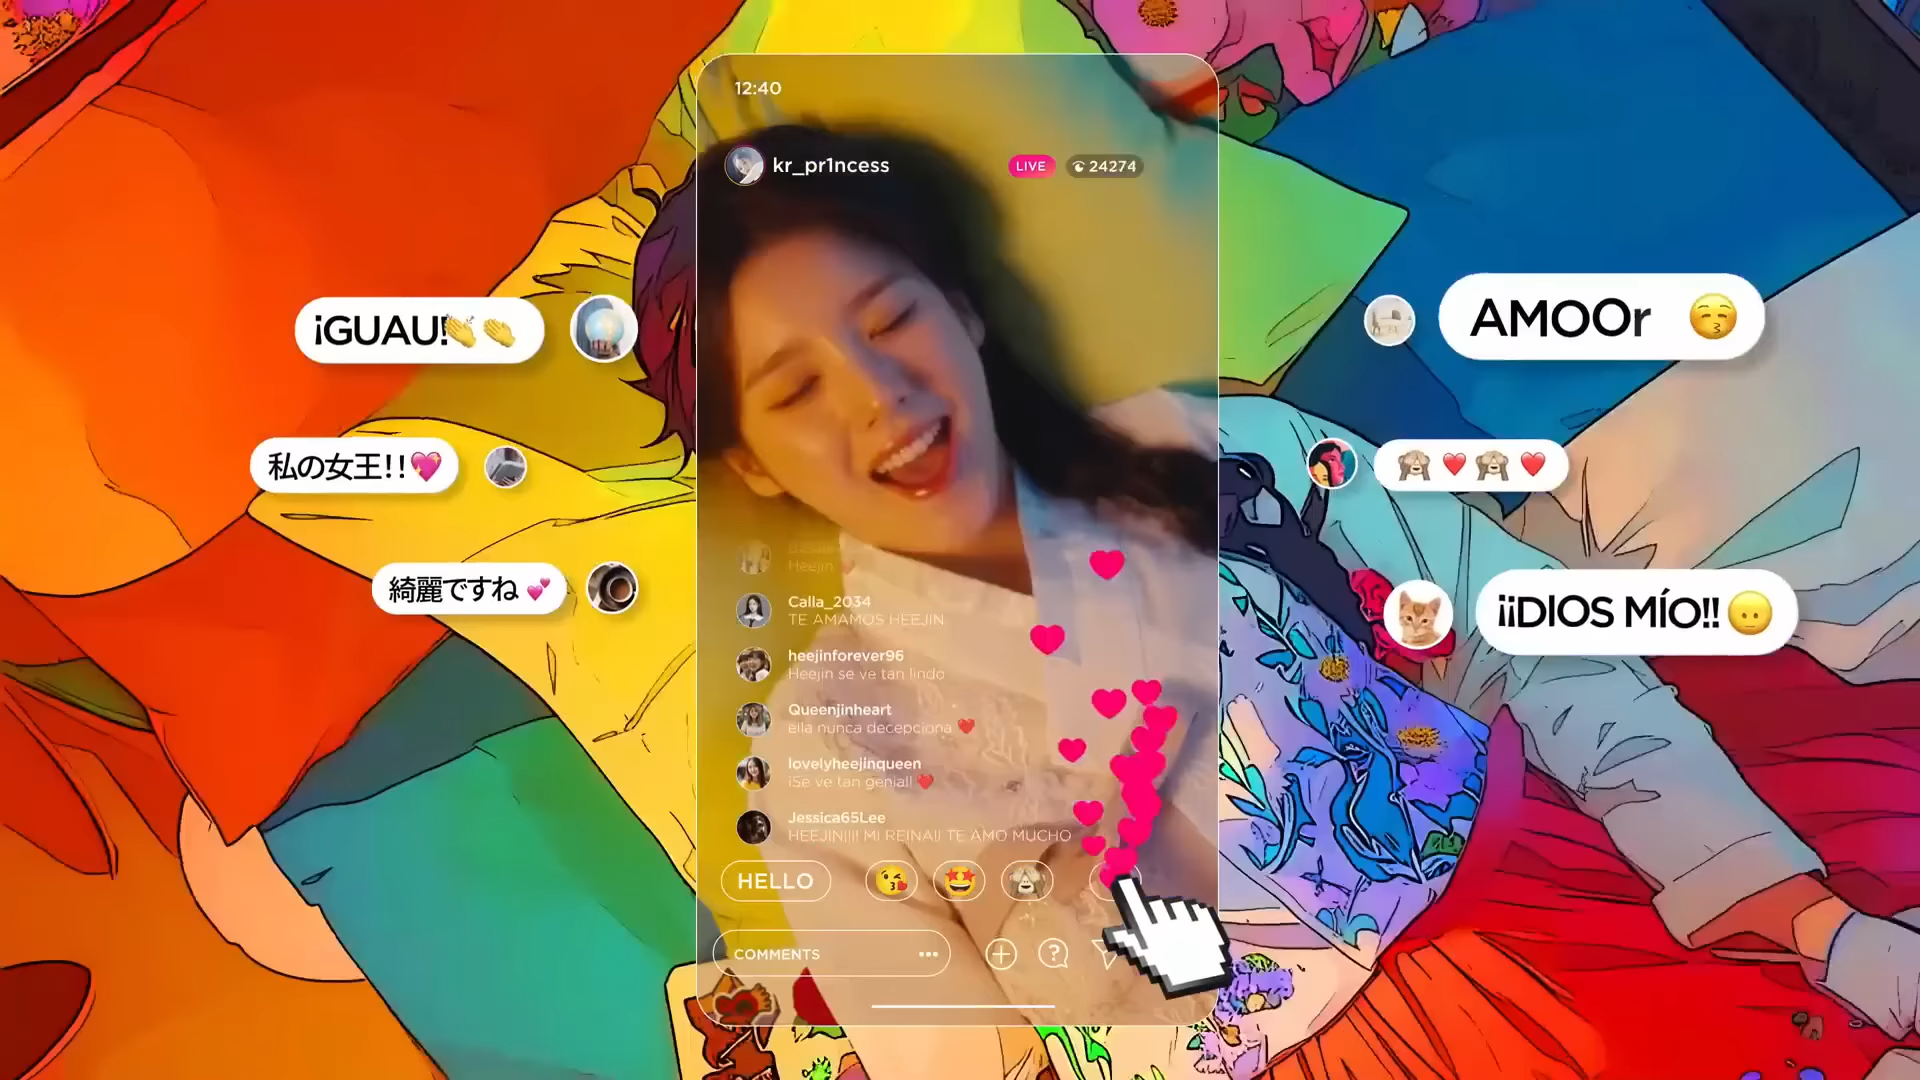 12:40
kr_pr1ncess
LIVE
24274
¡GUAU!
私の女王!!
綺麗ですね
AMOOr
¡¡DIOS MÍO!!
Heejin
Calla_2034
TE AMAMOS HEEJIN
heejinforever96
Heejin se ve tan lindo
Queenjinheart
ella nunca decepciona
lovelyheejinqueen
¡Se ve tan genial!
Jessica65Lee
HEEJIN!!!! MI REINA!! TE AMO MUCHO
HELLO
COMMENTS